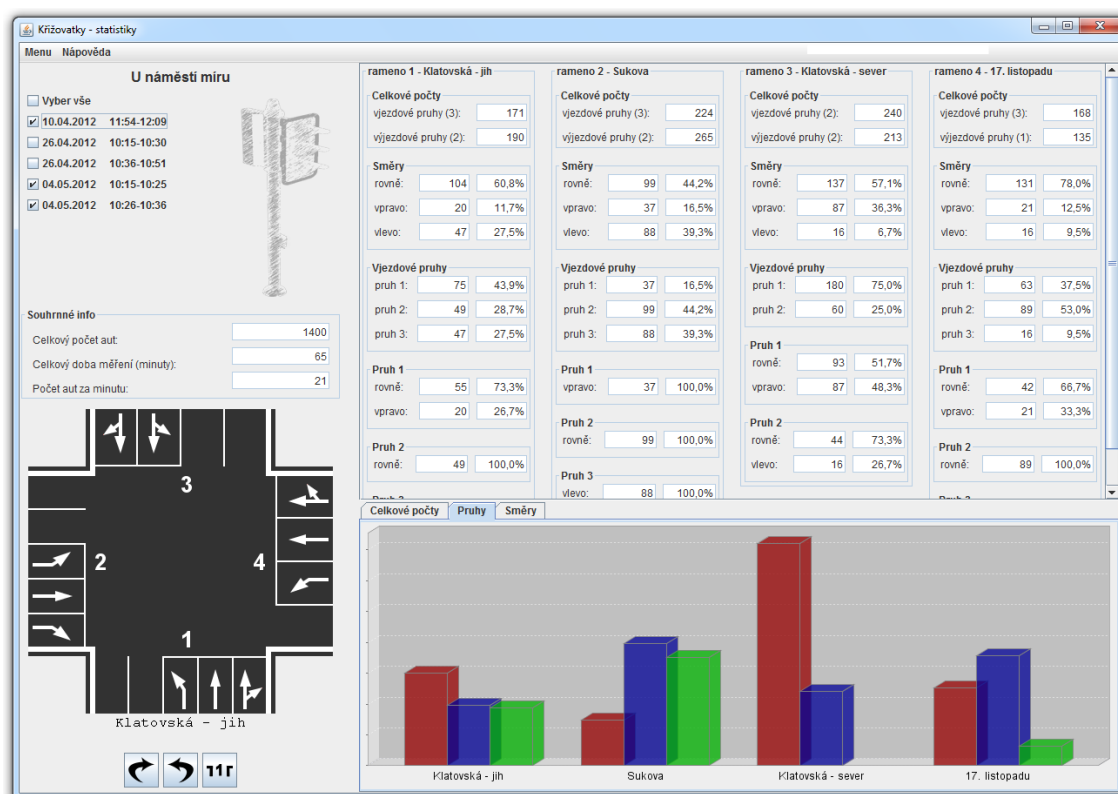 Křižovatky - statistiky
Menu Nápověda
U náměstí míru
Vyber vše
10.04.2012 11:54-12:09
26.04.2012 10:15-10:30
26.04.2012 10:36-10:51
04.05.2012 10:15-10:25
04.05.2012 10:26-10:36
Souhrnné info
Celkový počet aut: 1400
Celkový doba měření (minuty): 65
Počet aut za minutu: 21
3
2
4
1
Klatovská - jih
rameno 1 - Klatovská - jih
Celkové počty
vjezdové pruhy (3): 171
výjezdové pruhy (2): 190
Směry
rovně: 104 60,8%
vpravo: 20 11,7%
vlevo: 47 27,5%
Vjezdové pruhy
pruh 1: 75 43,9%
pruh 2: 49 28,7%
pruh 3: 47 27,5%
Pruh 1
rovně: 55 73,3%
vpravo: 20 26,7%
Pruh 2
rovně: 49 100,0%
rameno 2 - Sukova
Celkové počty
vjezdové pruhy (3): 224
výjezdové pruhy (2): 265
Směry
rovně: 99 44,2%
vpravo: 37 16,5%
vlevo: 88 39,3%
Vjezdové pruhy
pruh 1: 37 16,5%
pruh 2: 99 44,2%
pruh 3: 88 39,3%
Pruh 1
vpravo: 37 100,0%
Pruh 2
rovně: 99 100,0%
Pruh 3
vlevo: 88 100,0%
rameno 3 - Klatovská - sever
Celkové počty
vjezdové pruhy (2): 240
výjezdové pruhy (2): 213
Směry
rovně: 137 57,1%
vpravo: 87 36,3%
vlevo: 16 6,7%
Vjezdové pruhy
pruh 1: 180 75,0%
pruh 2: 60 25,0%
Pruh 1
rovně: 93 51,7%
vpravo: 87 48,3%
Pruh 2
rovně: 44 73,3%
vlevo: 16 26,7%
rameno 4 - 17. listopadu
Celkové počty
vjezdové pruhy (3): 168
výjezdové pruhy (1): 135
Směry
rovně: 131 78,0%
vpravo: 21 12,5%
vlevo: 16 9,5%
Vjezdové pruhy
pruh 1: 63 37,5%
pruh 2: 89 53,0%
pruh 3: 16 9,5%
Pruh 1
rovně: 42 66,7%
vpravo: 21 33,3%
Pruh 2
rovně: 89 100,0%
Celkové počty Pruhy Směry
Klatovská - jih Sukova Klatovská - sever 17. listopadu